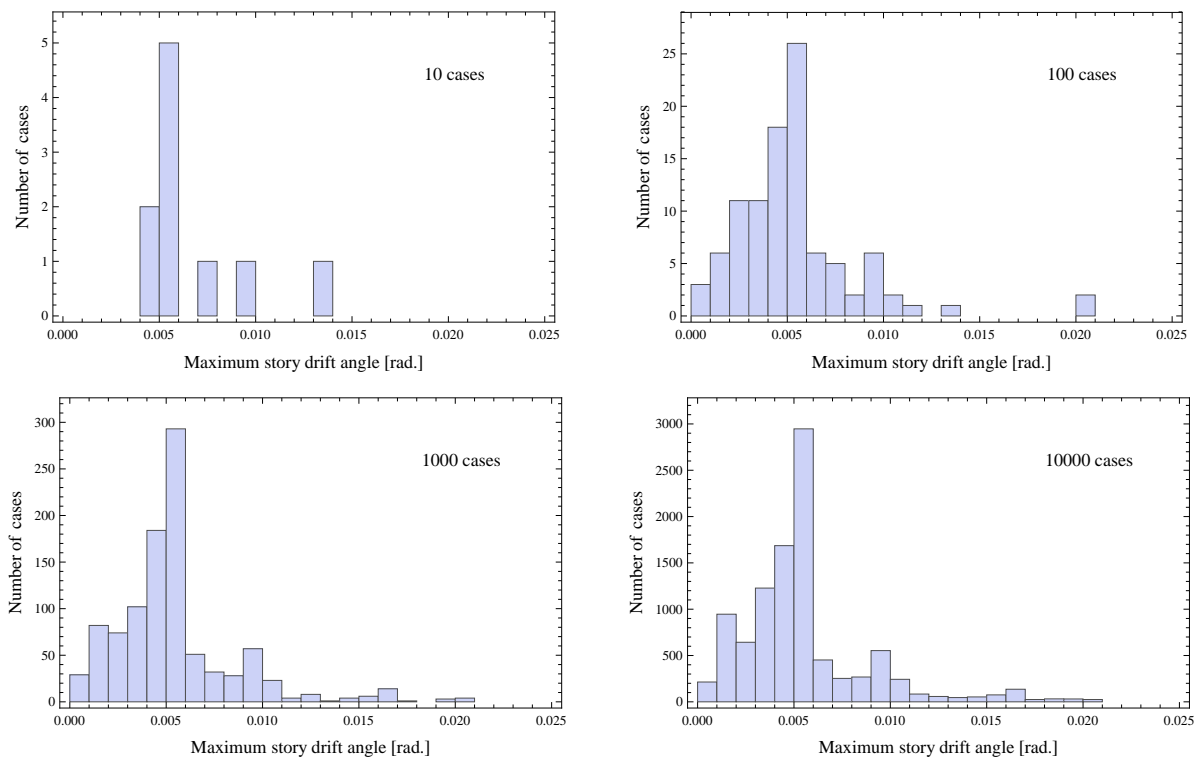 5
4
3
2
1
0
0.000 0.005 0.010 0.015 0.020 0.025
Number of cases
Maximum story drift angle [rad.]
10 cases
25
20
15
10
5
0
0.000 0.005 0.010 0.015 0.020 0.025
Number of cases
Maximum story drift angle [rad.]
100 cases
300
250
200
150
100
50
0
0.000 0.005 0.010 0.015 0.020 0.025
Number of cases
Maximum story drift angle [rad.]
1000 cases
3000
2500
2000
1500
1000
500
0
0.000 0.005 0.010 0.015 0.020 0.025
Number of cases
Maximum story drift angle [rad.]
10000 cases